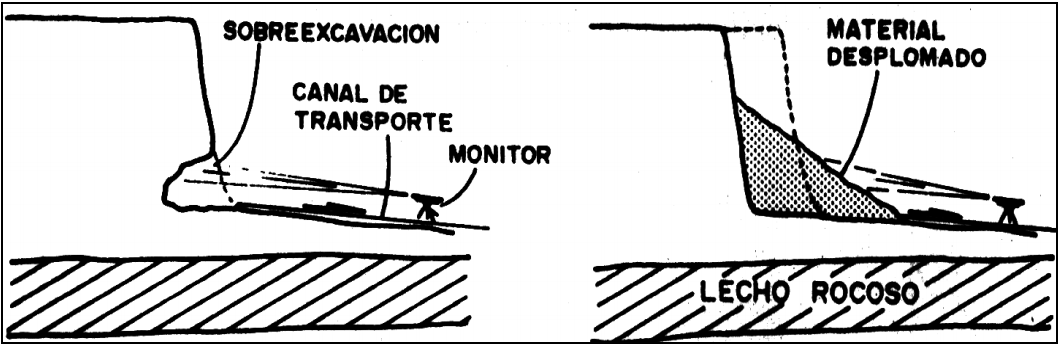 SOBREEXCAVACION
CANAL DE
TRANSPORTE
MONITOR
MATERIAL
DESPLOMADO
LECHO ROCOSO